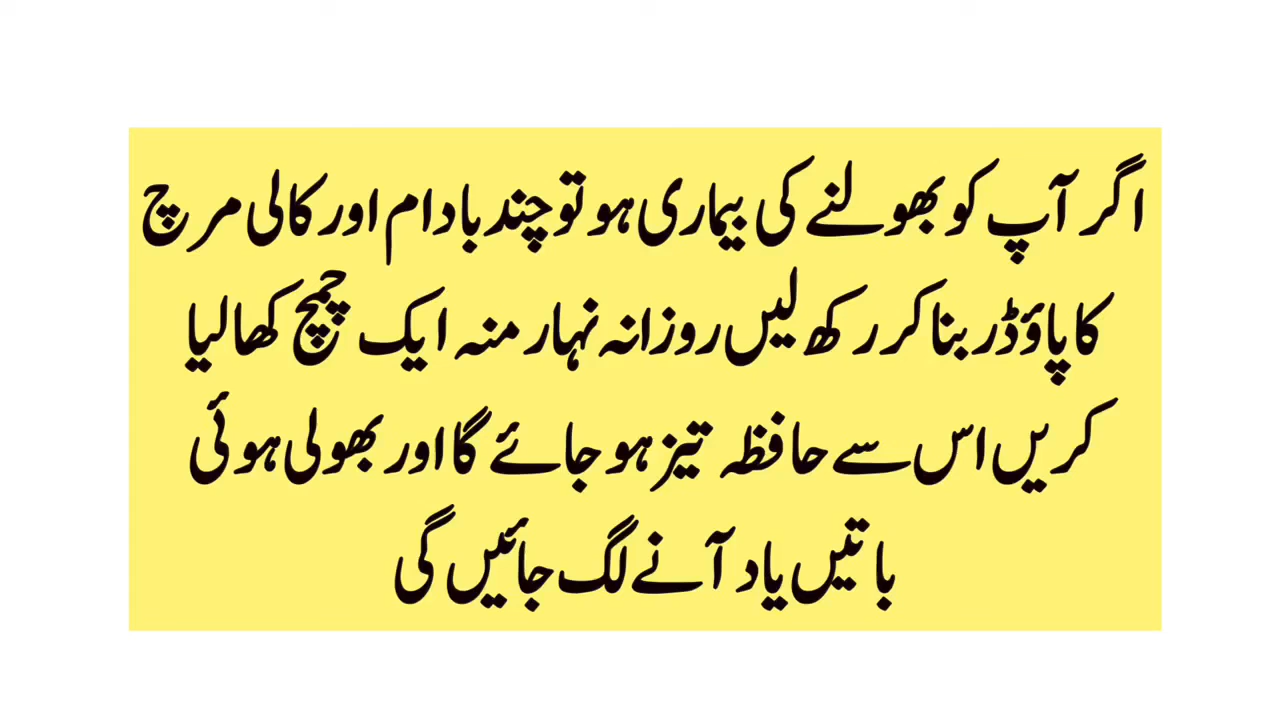 اگر آپ کو بھولنے کی بیماری ہو تو چند بادام اور کالی مرچ
کا پاؤڈر بنا کر رکھ لیں روزانہ نہار منہ ایک چمچ کھا لیا
کریں اس سے حافظہ تیز ہو جائے گا اور بھولی ہوئی
باتیں یاد آنے لگ جائیں گی